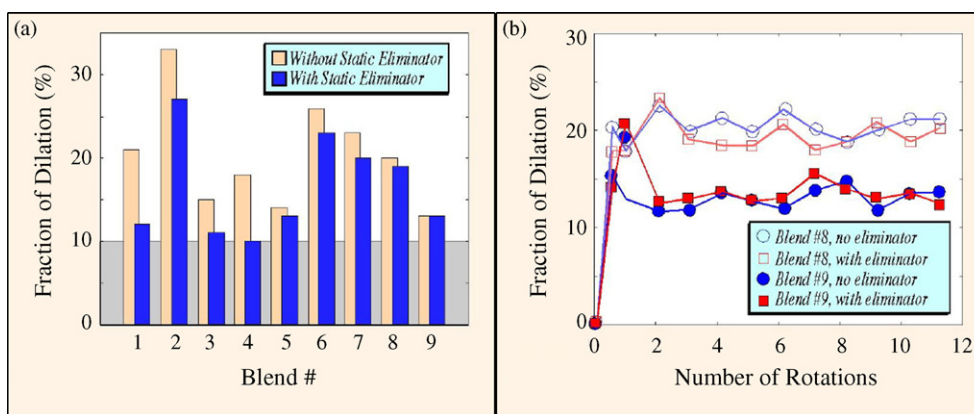 (a)
Fraction of Dilation (%)
30
20
10
0
Without Static Eliminator
With Static Eliminator
1 2 3 4 5 6 7 8 9
Blend #
(b)
Fraction of Dilation (%)
30
20
10
0
Blend #8, no eliminator
Blend #8, with eliminator
Blend #9, no eliminator
Blend #9, with eliminator
0 2 4 6 8 10 12
Number of Rotations